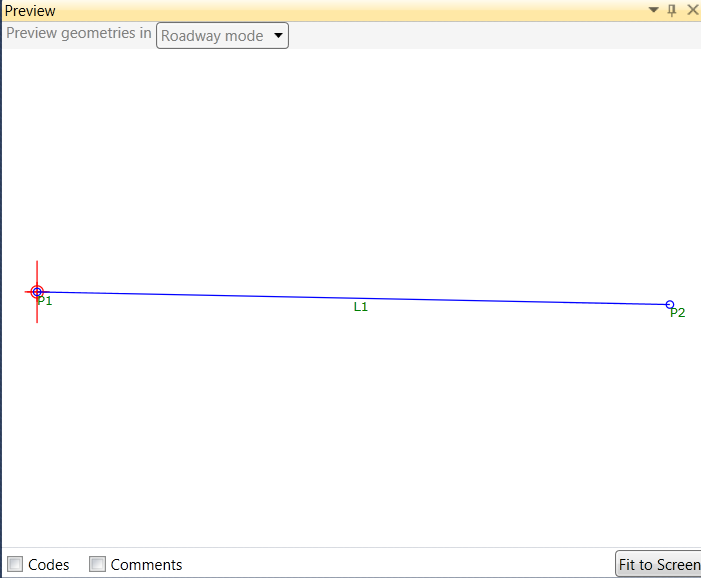 Preview
Preview geometries in Roadway mode
P1
L1
P2
Codes Comments Fit to Screen